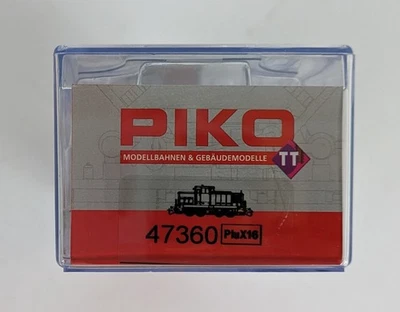 PIKO
MODELLBAHNEN & GEBÄUDEMODELLE TT
47360 PluX16